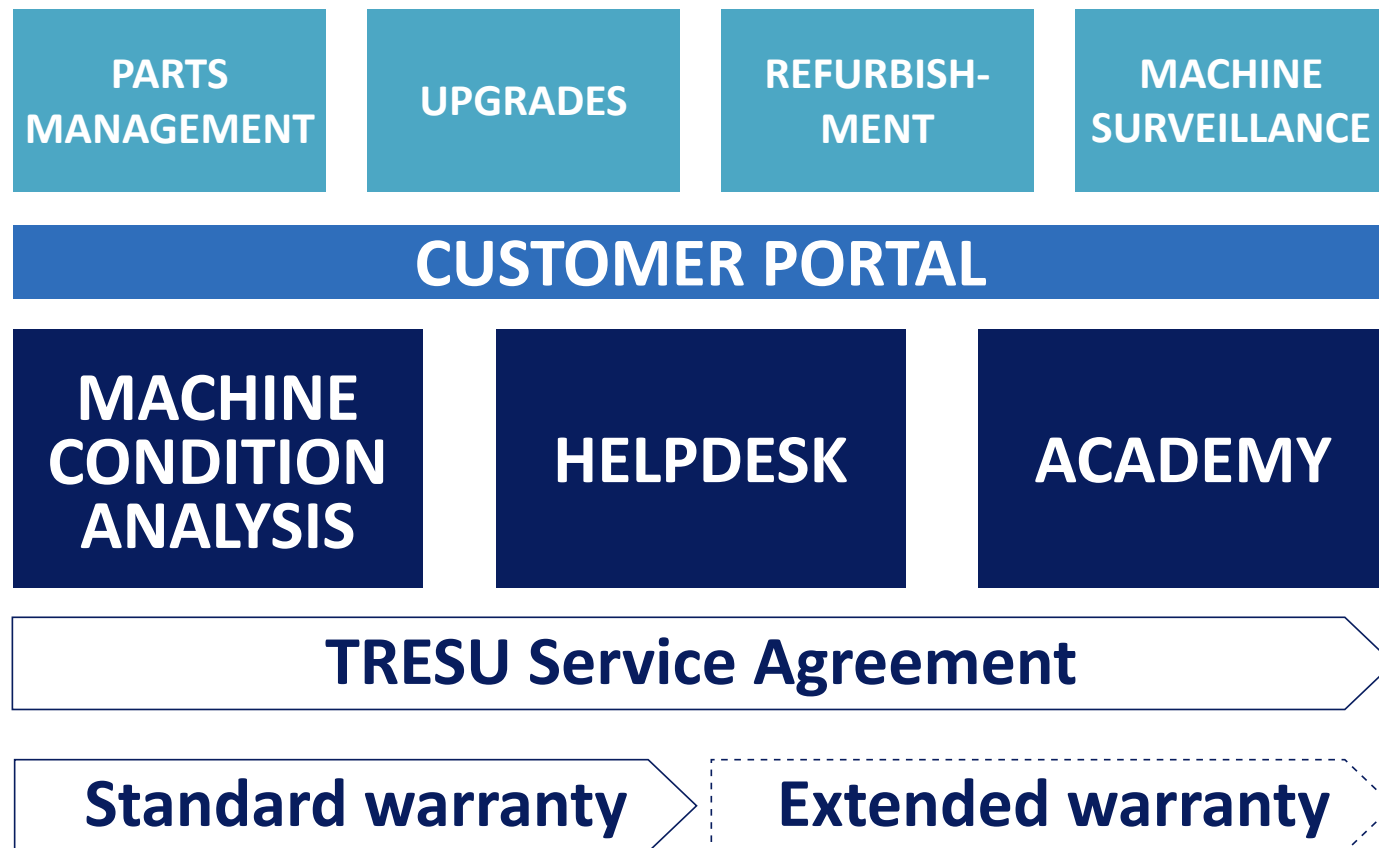 PARTS
MANAGEMENT
UPGRADES
REFURBISH-
MENT
MACHINE
SURVEILLANCE
CUSTOMER PORTAL
MACHINE
CONDITION
ANALYSIS
HELPDESK
ACADEMY
TRESU Service Agreement
Standard warranty
Extended warranty